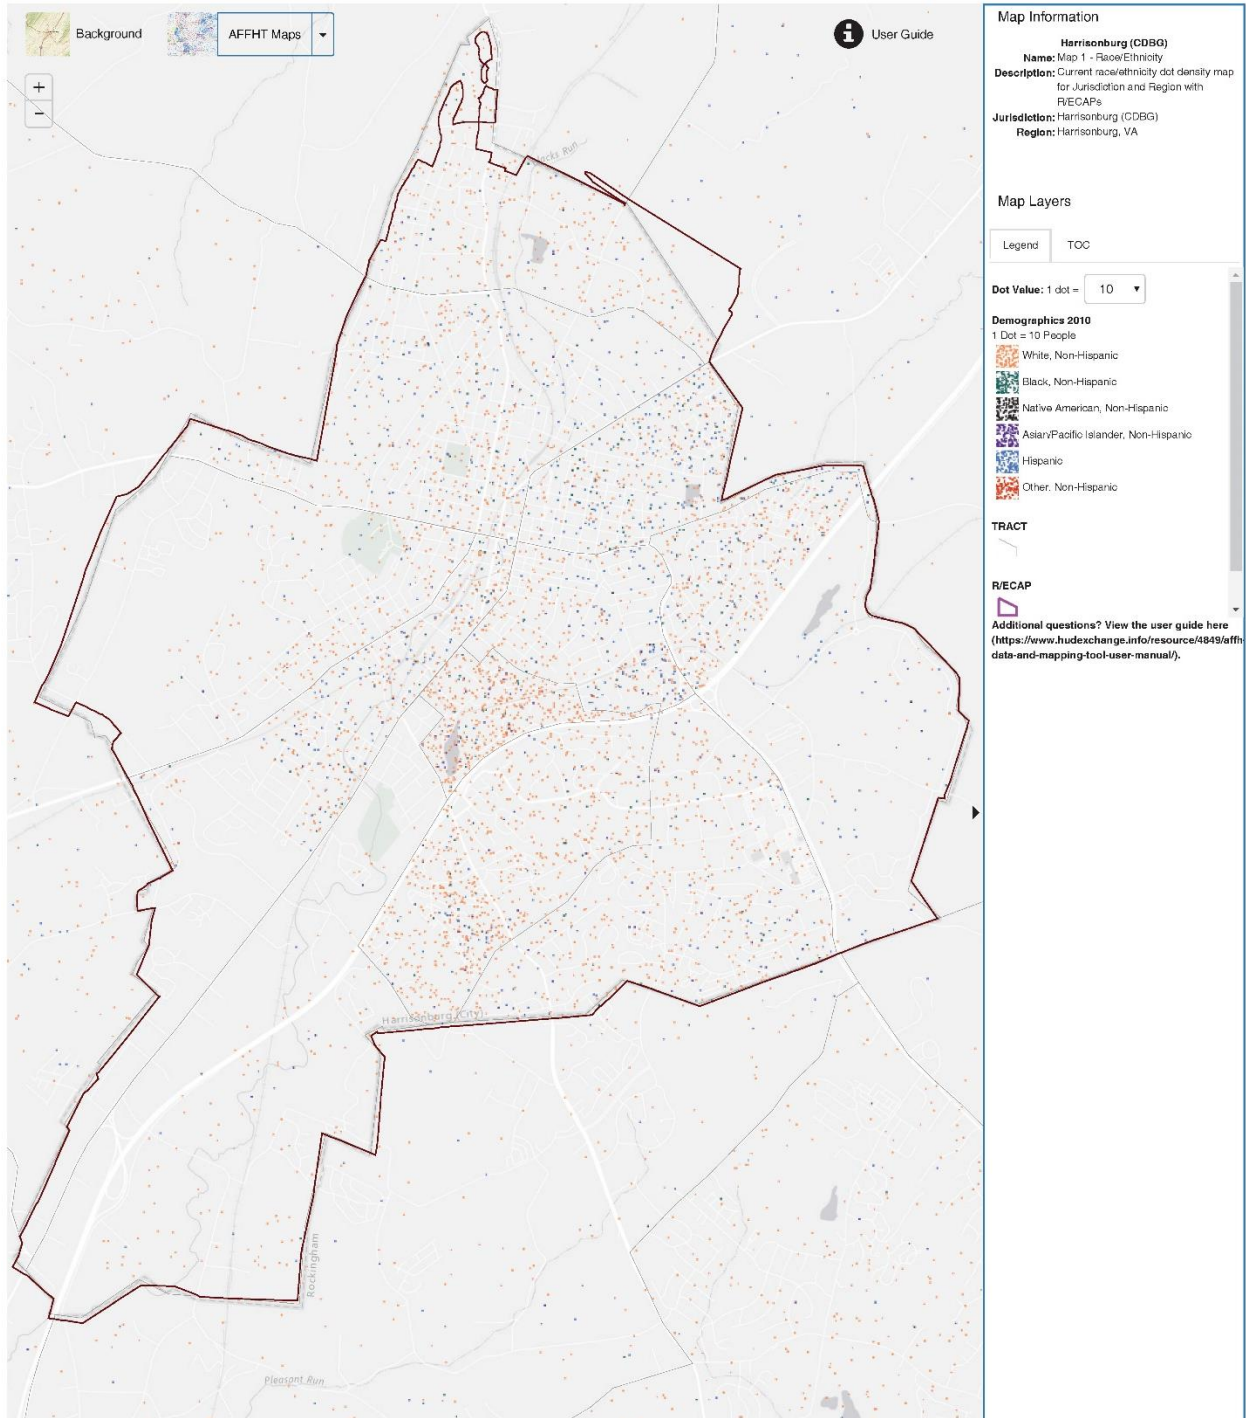 Background
AFFHT Maps
User Guide
+
−
Blacks Run
Harrisonburg (City)
Rockingham
Pleasant Run
Map Information
Harrisonburg (CDBG)
Name: Map 1 - Race/Ethnicity
Description: Current race/ethnicity dot density map
for Jurisdiction and Region with
R/ECAPs
Jurisdiction: Harrisonburg (CDBG)
Region: Harrisonburg, VA
Map Layers
Legend TOC
Dot Value: 1 dot = 10
Demographics 2010
1 Dot = 10 People
White, Non-Hispanic
Black, Non-Hispanic
Native American, Non-Hispanic
Asian/Pacific Islander, Non-Hispanic
Hispanic
Other, Non-Hispanic
TRACT
R/ECAP
Additional questions? View the user guide here
(https://www.hudexchange.info/resource/4849/affh-
data-and-mapping-tool-user-manual/).